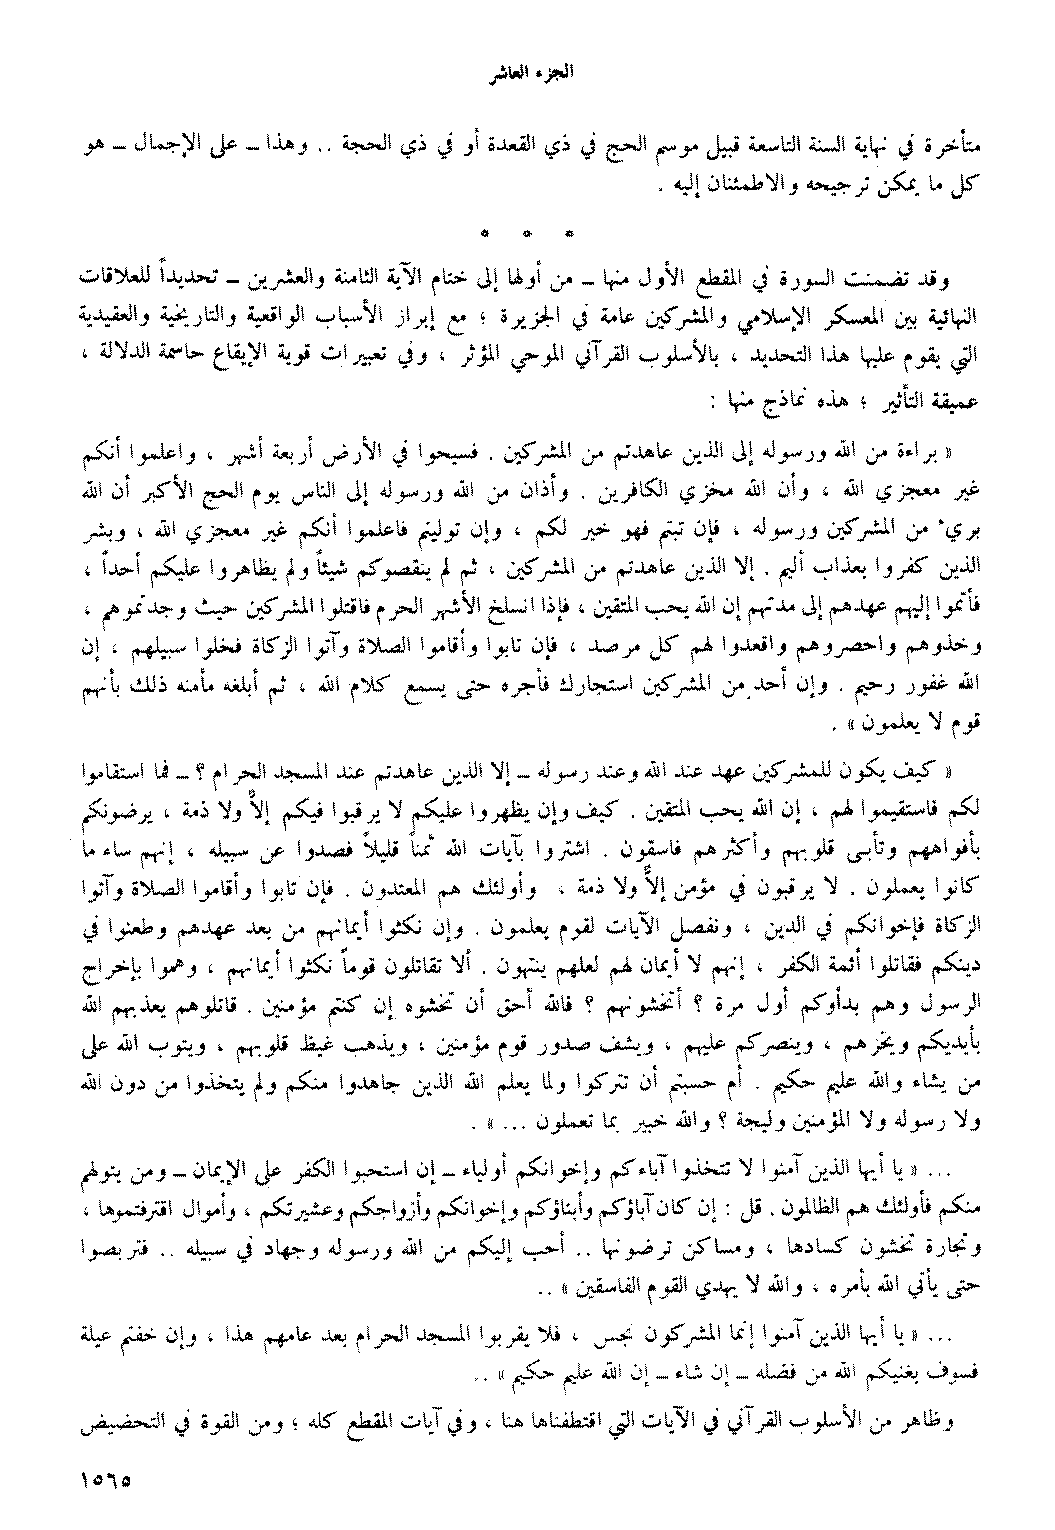 الجزء العاشر
متأخرة في نهاية السنة التاسعة قبيل موسم الحج في ذي القعدة أو في ذي الحجة .. وهذا – على الإجمال – هو
كل ما يمكن ترجيحه والاطمئنان إليه .
* * *
وقد تضمنت السورة في المقطع الأول منها – من أولها إلى ختام الآية الثامنة والعشرين – تحديداً للعلاقات
النهائية بين المعسكر الإسلامي والمشركين عامة في الجزيرة ؛ مع إبراز الأسباب الواقعية والتاريخية والعقيدية
التي يقوم عليها هذا التحديد ، بالأسلوب القرآني الموحي المؤثر ، وفي تعبيرات قوية الإيقاع حاسمة الدلالة ،
عميقة التأثير ؛ هذه نماذج منها :
« براءة من الله ورسوله إلى الذين عاهدتم من المشركين . فسيحوا في الأرض أربعة أشهر ، واعلموا أنكم
غير معجزي الله ، وأن الله مخزي الكافرين . وأذان من الله ورسوله إلى الناس يوم الحج الأكبر أن الله
بريء من المشركين ورسوله ، فإن تبتم فهو خير لكم ، وإن توليتم فاعلموا أنكم غير معجزي الله ، وبشر
الذين كفروا بعذاب أليم . إلا الذين عاهدتم من المشركين ، ثم لم ينقصوكم شيئاً ولم يظاهروا عليكم أحداً ،
فأتموا إليهم عهدهم إلى مدتهم إن الله يحب المتقين ، فإذا انسلخ الأشهر الحرم فاقتلوا المشركين حيث وجدتموهم ،
وخذوهم واحصروهم واقعدوا لهم كل مرصد ، فإن تابوا وأقاموا الصلاة وآتوا الزكاة فخلوا سبيلهم ، إن
الله غفور رحيم . وإن أحد من المشركين استجارك فأجره حتى يسمع كلام الله ، ثم أبلغه مأمنه ذلك بأنهم
قوم لا يعلمون » .
« كيف يكون للمشركين عهد عند الله وعند رسوله – إلا الذين عاهدتم عند المسجد الحرام ؟ – فما استقاموا
لكم فاستقيموا لهم ، إن الله يحب المتقين . كيف وإن يظهروا عليكم لا يرقبوا فيكم إلاًّ ولا ذمة ، يرضونكم
بأفواههم وتأبى قلوبهم وأكثرهم فاسقون . اشتروا بآيات الله ثمناً قليلاً فصدوا عن سبيله ، إنهم ساء ما
كانوا يعملون . لا يرقبون في مؤمن إلاًّ ولا ذمة ، وأولئك هم المعتدون . فإن تابوا وأقاموا الصلاة وآتوا
الزكاة فإخوانكم في الدين ، ونفصل الآيات لقوم يعلمون . وإن نكثوا أيمانهم من بعد عهدهم وطعنوا في
دينكم فقاتلوا أئمة الكفر ، إنهم لا أيمان لهم لعلهم ينتهون . ألا تقاتلون قوماً نكثوا أيمانهم ، وهموا بإخراج
الرسول وهم بدأوكم أول مرة ؟ أتخشونهم ؟ فالله أحق أن تخشوه إن كنتم مؤمنين . قاتلوهم يعذبهم الله
بأيديكم ويخزهم ، وينصركم عليهم ، ويشف صدور قوم مؤمنين ، ويذهب غيظ قلوبهم ، ويتوب الله على
من يشاء والله عليم حكيم . أم حسبتم أن تتركوا ولما يعلم الله الذين جاهدوا منكم ولم يتخذوا من دون الله
ولا رسوله ولا المؤمنين وليجة ؟ والله خبير بما تعملون ... » .
... « يا أيها الذين آمنوا لا تتخذوا آباءكم وإخوانكم أولياء – إن استحبوا الكفر على الإيمان – ومن يتولهم
منكم فأولئك هم الظالمون . قل : إن كان آباؤكم وأبناؤكم وإخوانكم وأزواجكم وعشيرتكم ، وأموال اقترفتموها ،
وتجارة تخشون كسادها ، ومساكن ترضونها .. أحب إليكم من الله ورسوله وجهاد في سبيله .. فتربصوا
حتى يأتي الله بأمره ، والله لا يهدي القوم الفاسقين » ..
... « يا أيها الذين آمنوا إنما المشركون نجس ، فلا يقربوا المسجد الحرام بعد عامهم هذا ، وإن خفتم عيلة
فسوف يغنيكم الله من فضله – إن شاء – إن الله عليم حكيم » ..
وظاهر من الأسلوب القرآني في الآيات التي اقتطفناها هنا ، وفي آيات المقطع كله ؛ ومن القوة في التحضيض
١٥٦٥